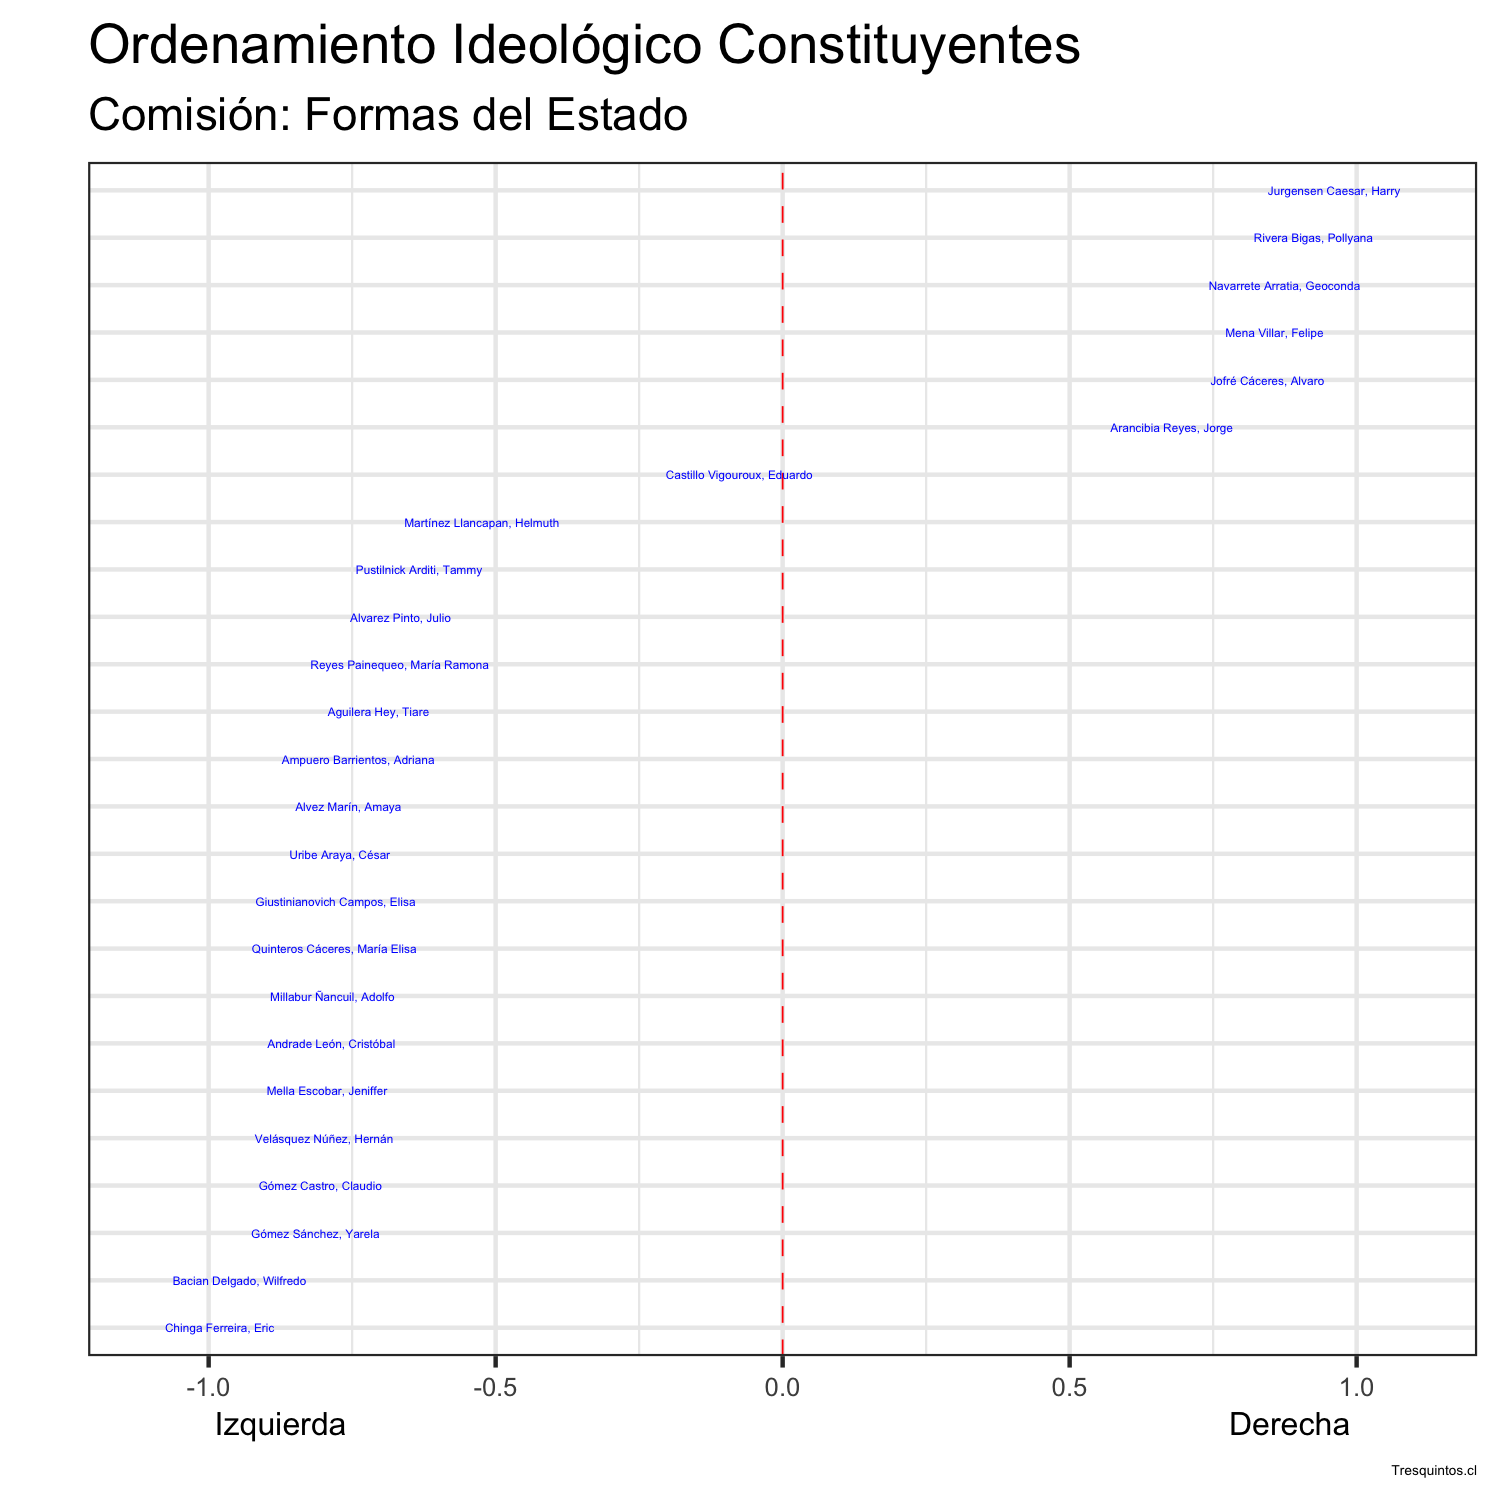 Ordenamiento Ideológico Constituyentes
Comisión: Formas del Estado
Jurgensen Caesar, Harry
Rivera Bigas, Pollyana
Navarrete Arratia, Geoconda
Mena Villar, Felipe
Jofré Cáceres, Alvaro
Arancibia Reyes, Jorge
Castillo Vigouroux, Eduardo
Martínez Llancapan, Helmuth
Pustilnick Arditi, Tammy
Alvarez Pinto, Julio
Reyes Painequeo, María Ramona
Aguilera Hey, Tiare
Ampuero Barrientos, Adriana
Alvez Marín, Amaya
Uribe Araya, César
Giustinianovich Campos, Elisa
Quinteros Cáceres, María Elisa
Millabur Ñancuil, Adolfo
Andrade León, Cristóbal
Mella Escobar, Jeniffer
Velásquez Núñez, Hernán
Gómez Castro, Claudio
Gómez Sánchez, Yarela
Bacian Delgado, Wilfredo
Chinga Ferreira, Eric
-1.0 -0.5 0.0 0.5 1.0
Izquierda Derecha
Tresquintos.cl